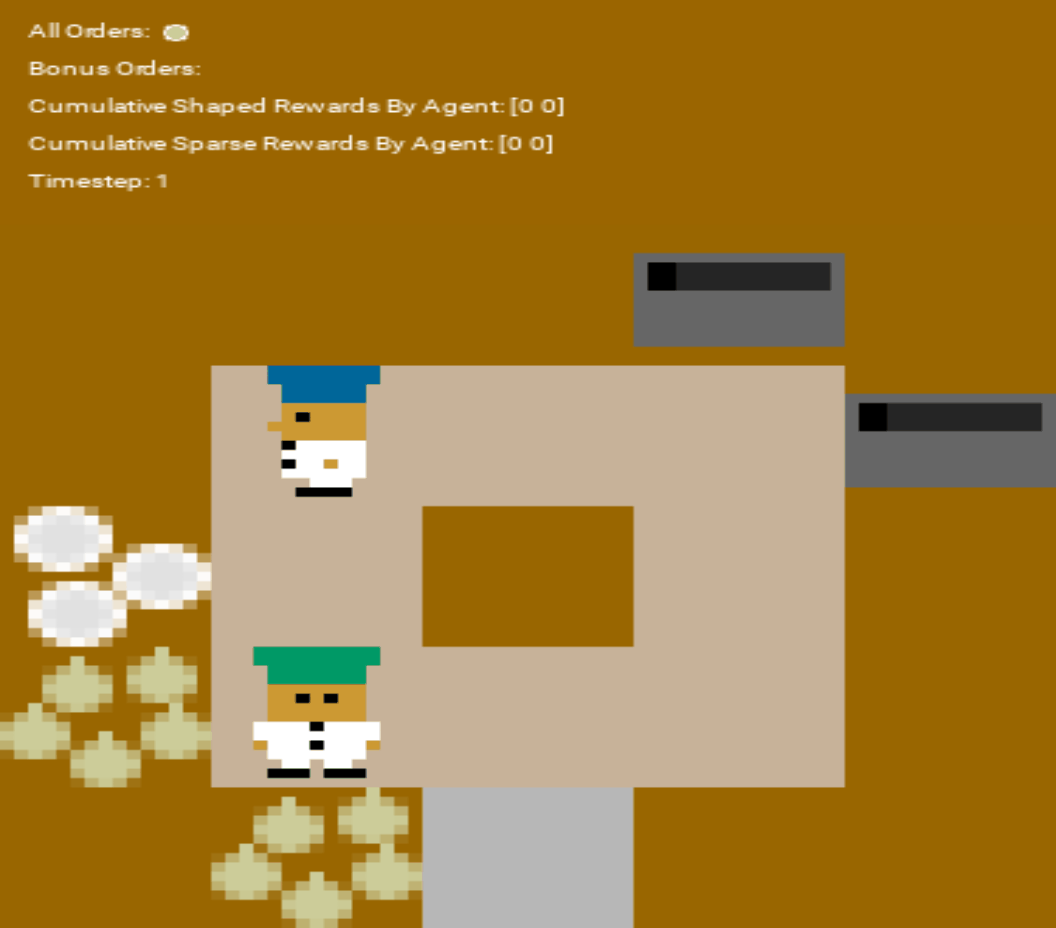 All Orders:
Bonus Orders:
Cumulative Shaped Rewards By Agent: [0 0]
Cumulative Sparse Rewards By Agent: [0 0]
Timestep: 1